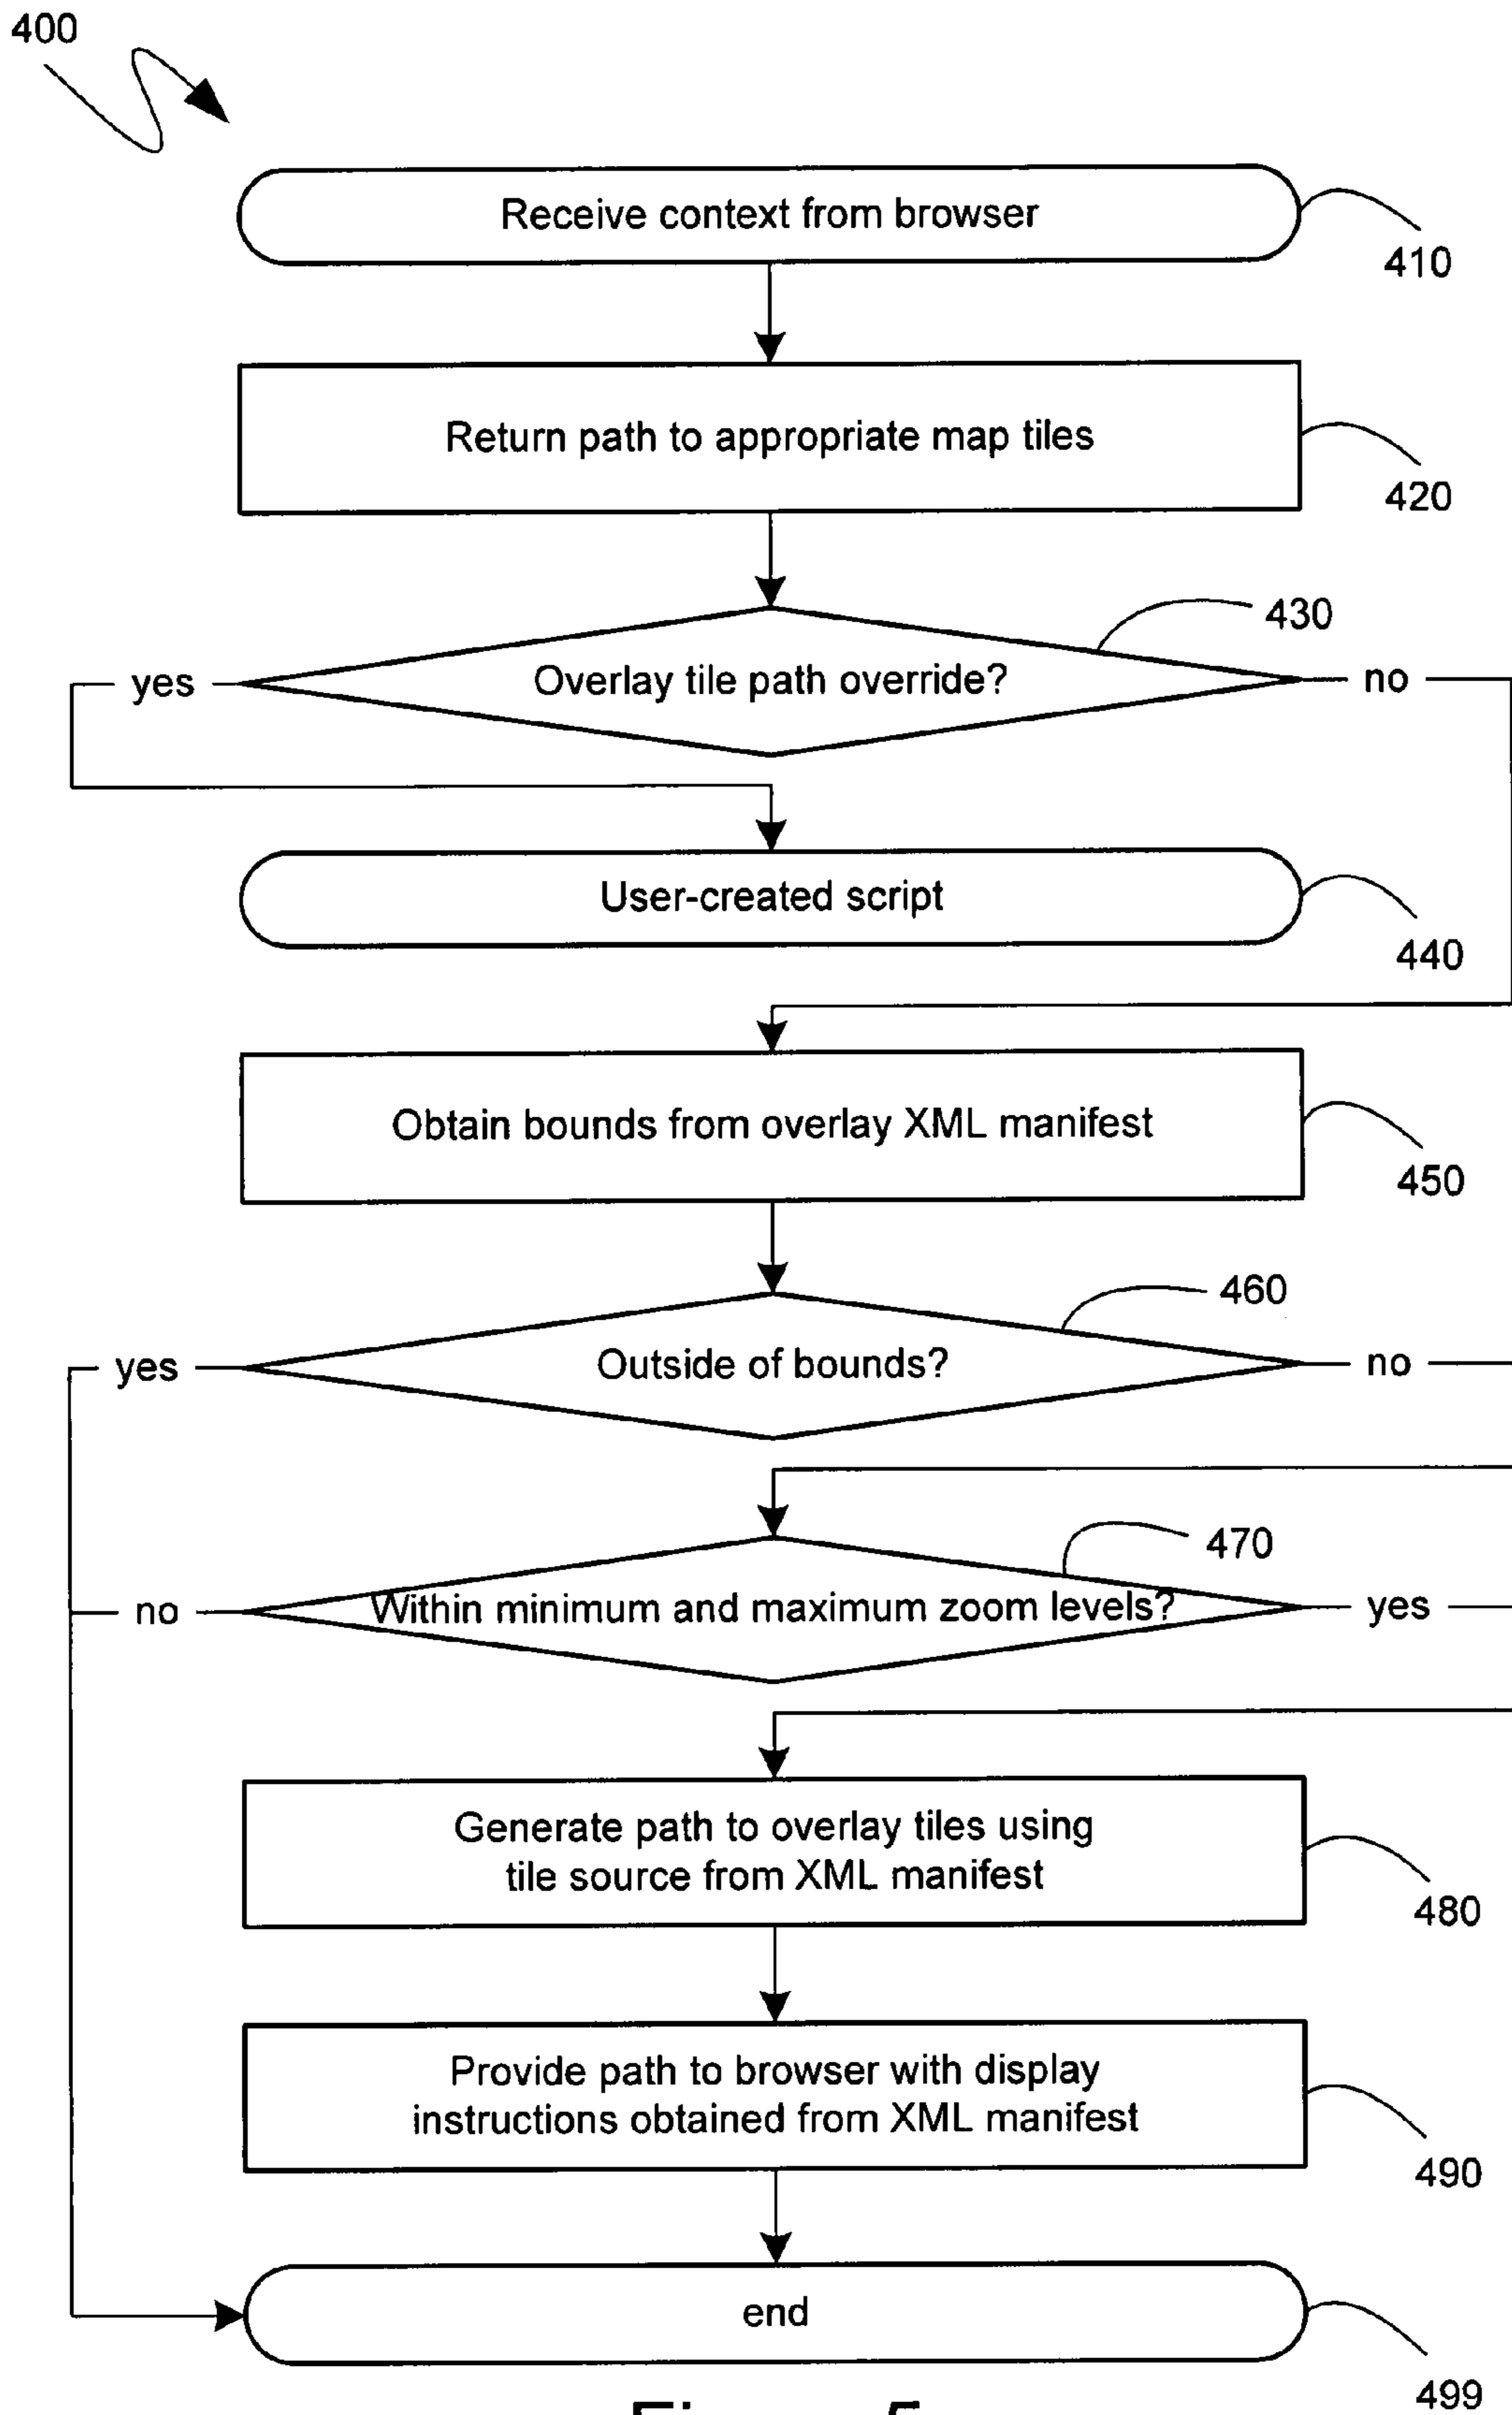 400
Receive context from browser
410
Return path to appropriate map tiles
420
430
yes
Overlay tile path override?
no
User-created script
440
Obtain bounds from overlay XML manifest
450
460
yes
Outside of bounds?
no
470
no
Within minimum and maximum zoom levels?
yes
Generate path to overlay tiles using
tile source from XML manifest
480
Provide path to browser with display
instructions obtained from XML manifest
490
end
499